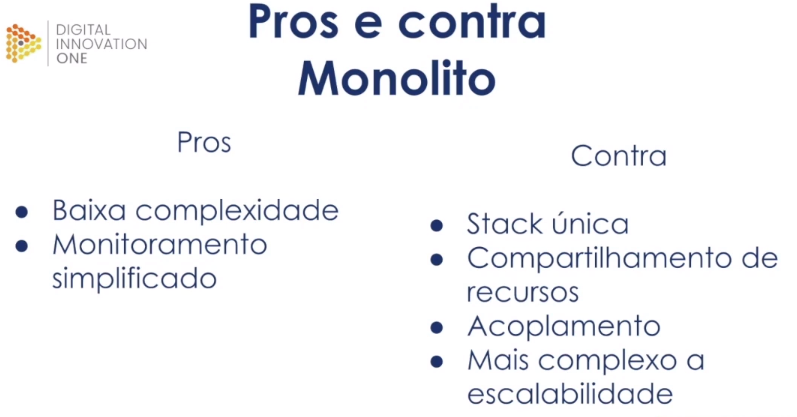 DIGITAL
INNOVATION
ONE
Pros e contra
Monolito
Pros
● Baixa complexidade
● Monitoramento
simplificado
Contra
● Stack única
● Compartilhamento de
recursos
● Acoplamento
● Mais complexo a
escalabilidade